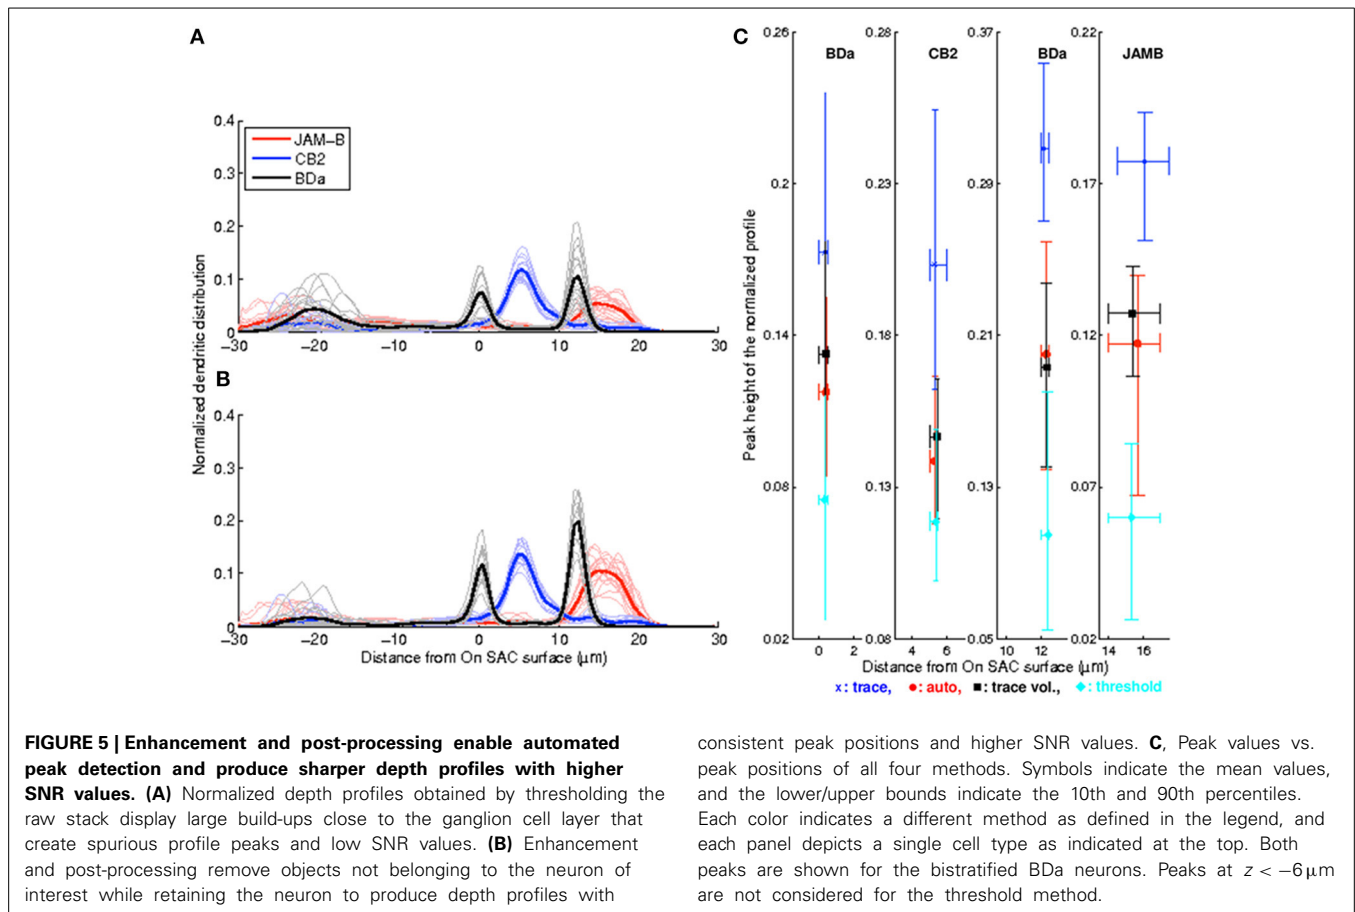 A
0.4
0.3
0.2
0.1
0
JAM–B
CB2
BDa
–30
–20
–10
0
10
20
30
B
0.4
0.3
0.2
0.1
0
–30
–20
–10
0
10
20
30
Normalized dendritic distribution
Distance from On SAC surface (μm)
C
Peak height of the normalized profile
BDa
0.26
0.2
0.14
0.08
0.02
0
2
CB2
0.28
0.23
0.18
0.13
0.08
4
6
BDa
0.37
0.29
0.21
0.13
0.05
10
12
JAMB
0.22
0.17
0.12
0.07
0.02
14
16
Distance from On SAC surface (μm)
x: trace, ●: auto, ■: trace vol., ◆: threshold
FIGURE 5 | Enhancement and post-processing enable automated
peak detection and produce sharper depth profiles with higher
SNR values. (A) Normalized depth profiles obtained by thresholding the
raw stack display large build-ups close to the ganglion cell layer that
create spurious profile peaks and low SNR values. (B) Enhancement
and post-processing remove objects not belonging to the neuron of
interest while retaining the neuron to produce depth profiles with
consistent peak positions and higher SNR values. C, Peak values vs.
peak positions of all four methods. Symbols indicate the mean values,
and the lower/upper bounds indicate the 10th and 90th percentiles.
Each color indicates a different method as defined in the legend, and
each panel depicts a single cell type as indicated at the top. Both
peaks are shown for the bistratified BDa neurons. Peaks at z < −6 μm
are not considered for the threshold method.